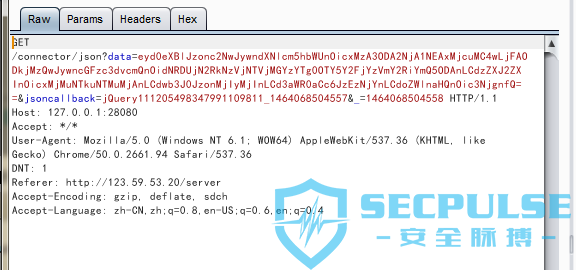 Raw
Params
Headers
Hex
GET
/connector/json?data=eyd0eXBlJzonc2NwJywndXNlcm5hbWUnOicxMzA3ODA2NjA1NEAxMjcuMC4wLjFAO
DkjMzQwJywncGFzc3dvcmQnOidNRDUjN2RkNzVjNTVjMGYzYTg0OTY5Y2FjYzVmY2RiYmQ5ODAnLCdzZXJ2ZX
InOicxMjMuNTkuNTMuMjAnLCdwb3J0JzonMjIyMjInLCd3aWR0aCc6JzEzNjYnLCdoZWlnaHQnOic3NjgnfQ=
=&jsoncallback=jQuery111205498347991109811_1464068504557&_=1464068504558 HTTP/1.1
Host: 127.0.0.1:28080
Accept: */*
User-Agent: Mozilla/5.0 (Windows NT 6.1; WOW64) AppleWebKit/537.36 (KHTML, like
Gecko) Chrome/50.0.2661.94 Safari/537.36
DNT: 1
Referer: http://123.59.53.20/server
Accept-Encoding: gzip, deflate, sdch
Accept-Language: zh-CN,zh;q=0.8,en-US;q=0.6,en;q=0.4
SECPULSE
-安全脉搏-